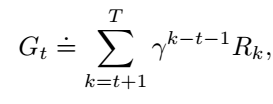 $G_t \doteq \sum_{k=t+1}^{T} \gamma^{k-t-1} R_k,$